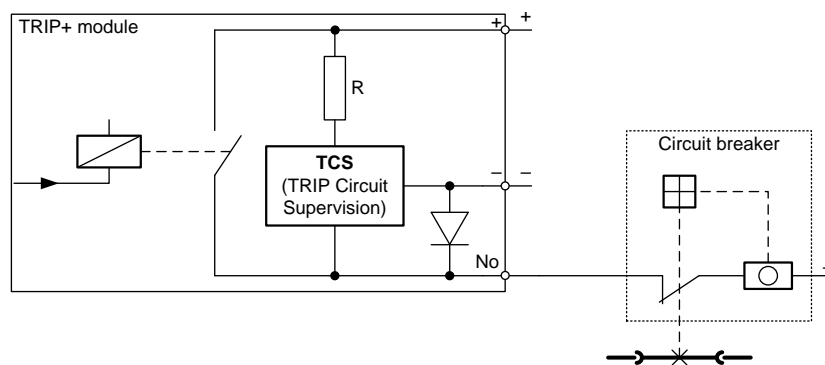 TRIP+ module
+ +
R
TCS
(TRIP Circuit
Supervision)
− −
No
Circuit breaker
−